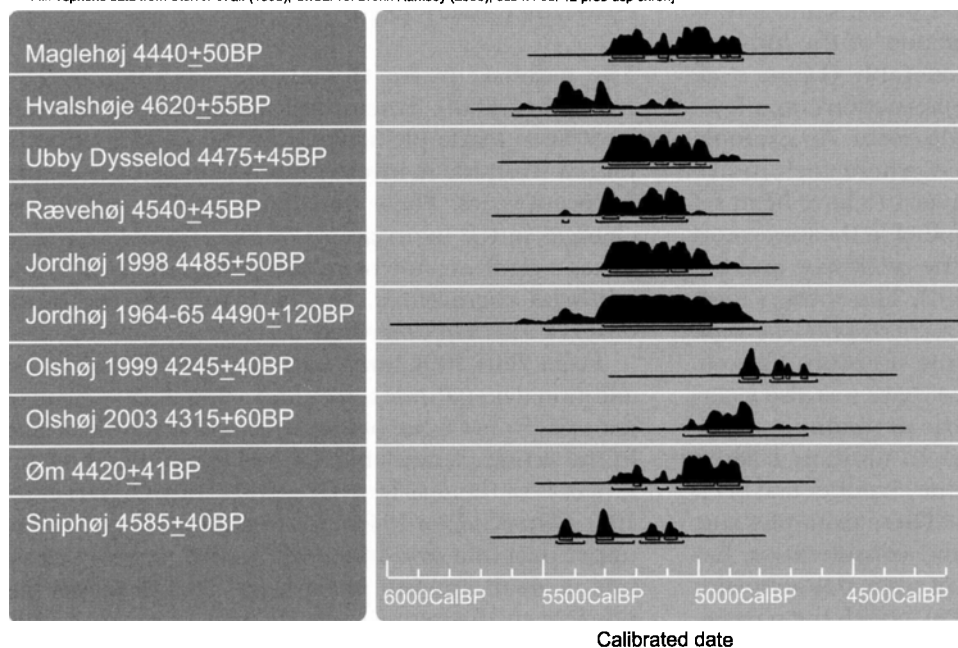 Maglehøj 4440±50BP
Hvalshøje 4620±55BP
Ubby Dysselod 4475±45BP
Rævehøj 4540±45BP
Jordhøj 1998 4485±50BP
Jordhøj 1964-65 4490±120BP
Olshøj 1999 4245±40BP
Olshøj 2003 4315±60BP
Øm 4420±41BP
Sniphøj 4585±40BP
6000CalBP 5500CalBP 5000CalBP 4500CalBP
Calibrated date